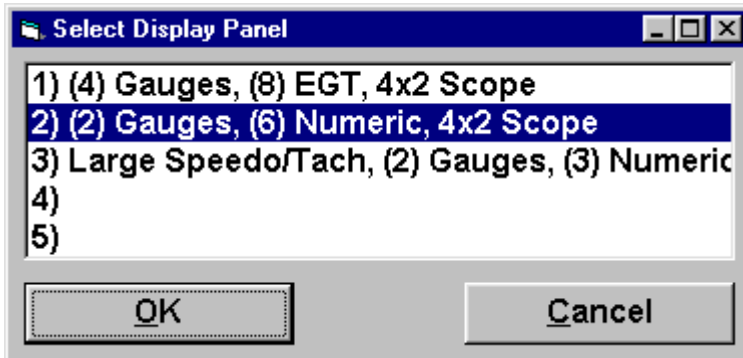 Select Display Panel
1) (4) Gauges, (8) EGT, 4x2 Scope
2) (2) Gauges, (6) Numeric, 4x2 Scope
3) Large Speedo/Tach, (2) Gauges, (3) Numeric
4)
5)
OK
Cancel